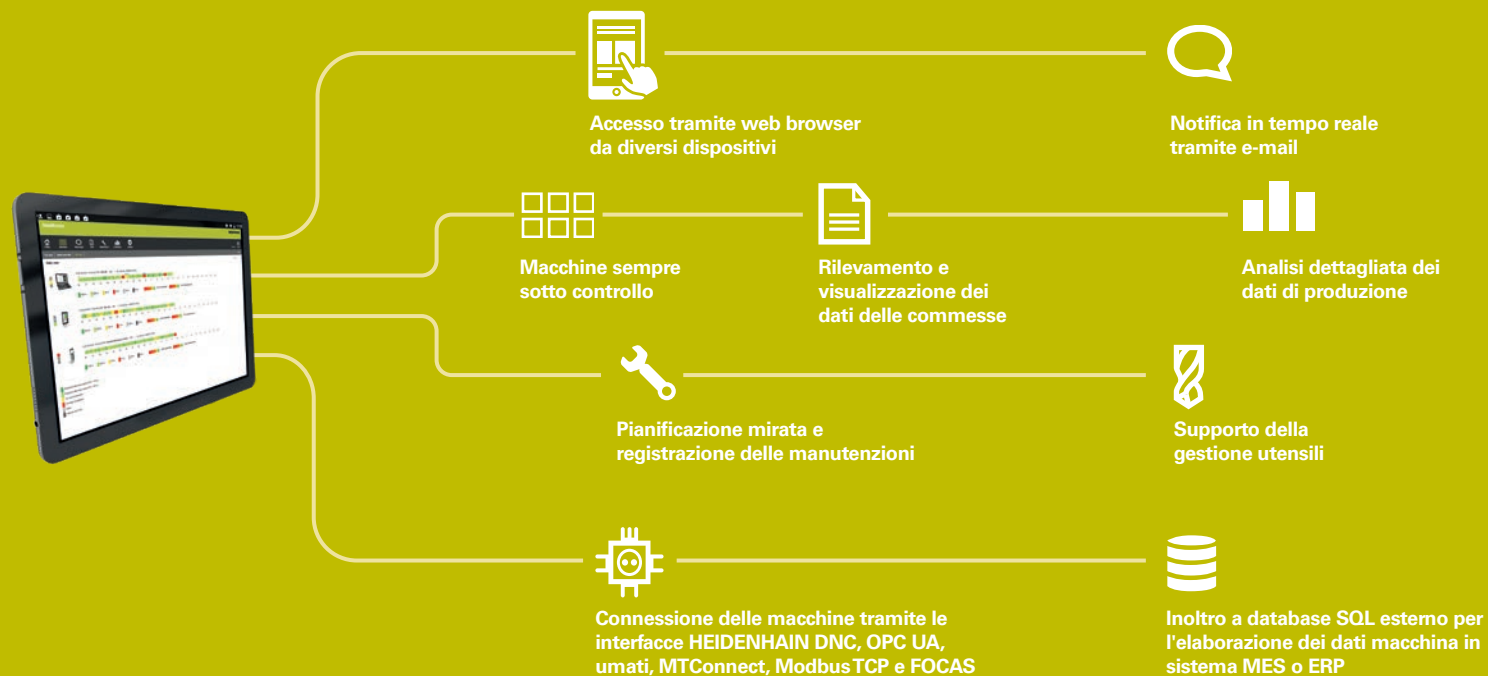 Accesso tramite web browser
da diversi dispositivi
Notifica in tempo reale
tramite e-mail
Macchine sempre
sotto controllo
Rilevamento e
visualizzazione dei
dati delle commesse
Analisi dettagliata dei
dati di produzione
Pianificazione mirata e
registrazione delle manutenzioni
Supporto della
gestione utensili
Connessione delle macchine tramite le
interfacce HEIDENHAIN DNC, OPC UA,
umati, MTConnect, Modbus TCP e FOCAS
Inoltro a database SQL esterno per
l'elaborazione dei dati macchina in
sistema MES o ERP